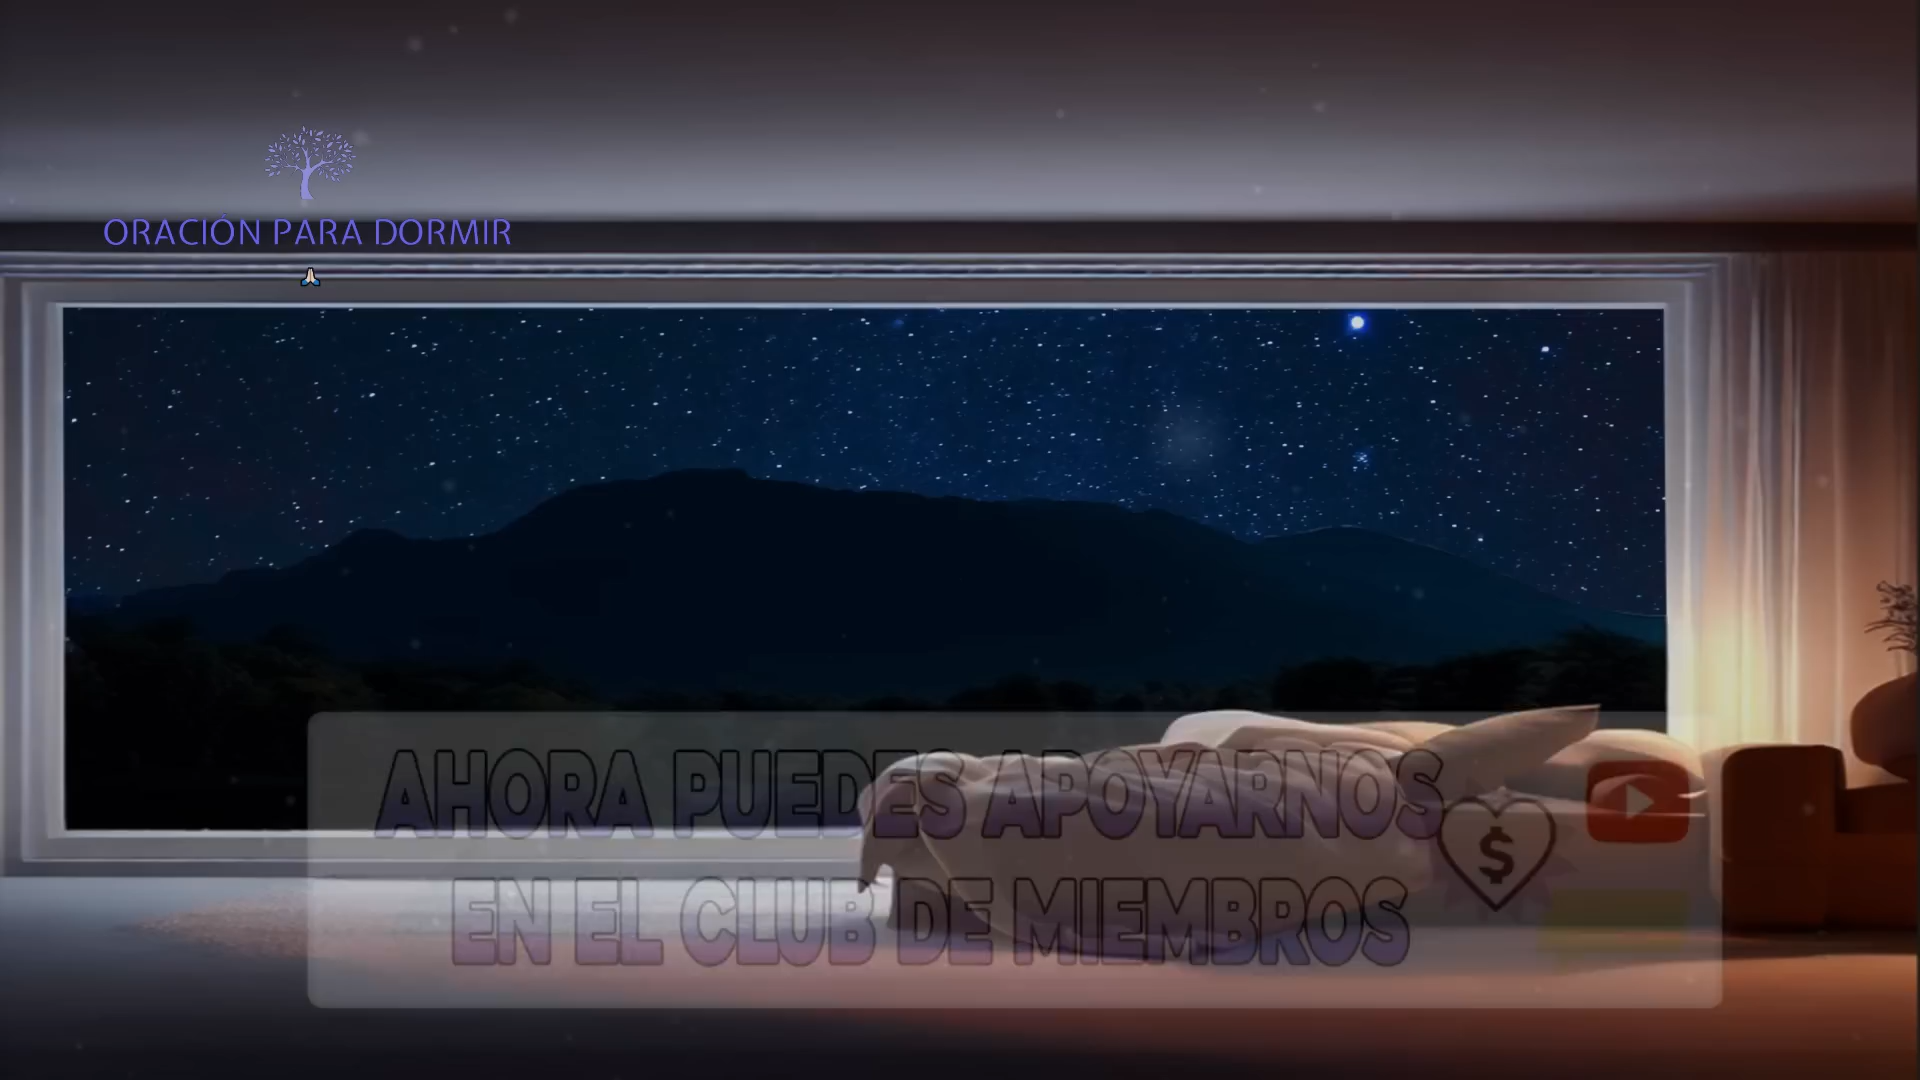 ORACIÓN PARA DORMIR
AHORA PUEDES APOYARNOS
EN EL CLUB DE MIEMBROS
$